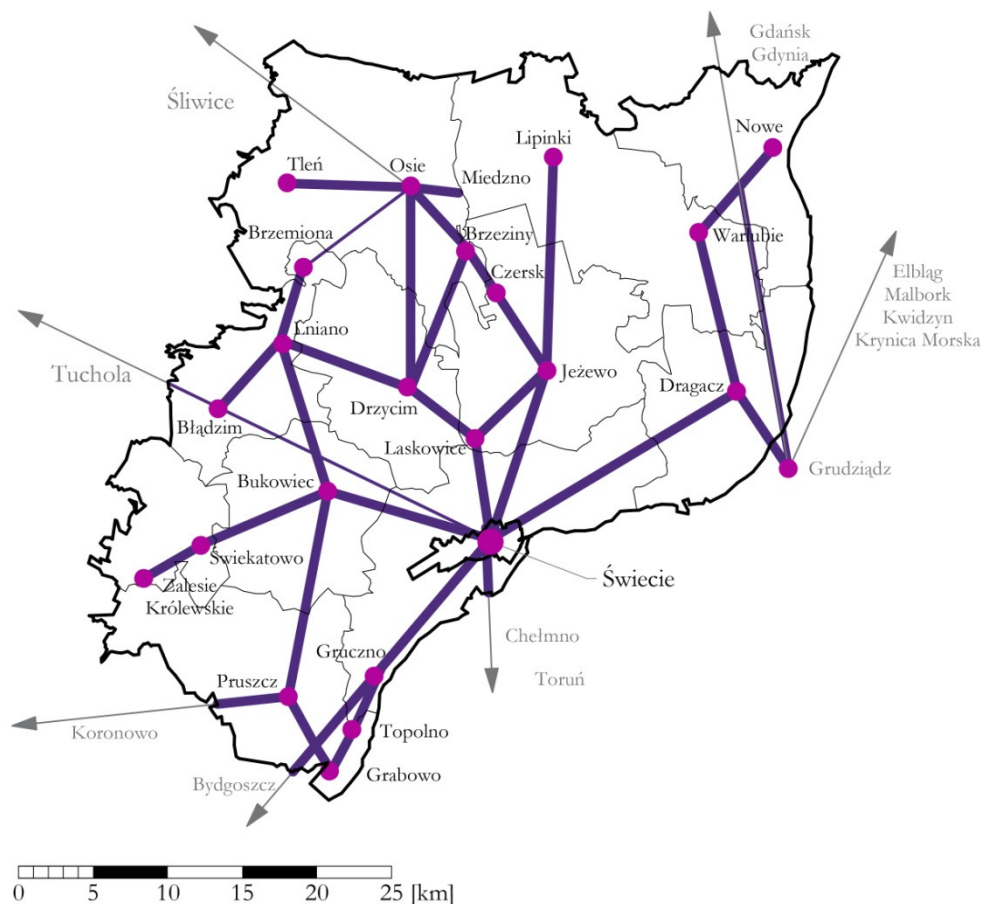 Gdańsk
Gdynia
Śliwice
Nowe
Lipinki
Tleń
Osie
Miedzno
Brzemiona
Brzeziny
Warlubie
Czersk
Elbląg
Malbork
Kwidzyn
Krynica Morska
Lniano
Tuchola
Jeżewo
Dragacz
Drzycim
Błądzim
Laskowice
Grudziądz
Bukowiec
Świekatowo
Świecie
Zalesie
Królewskie
Chełmno
Gruczno
Toruń
Pruszcz
Koronowo
Topolno
Bydgoszcz
Grabowo
0 5 10 15 20 25 [km]